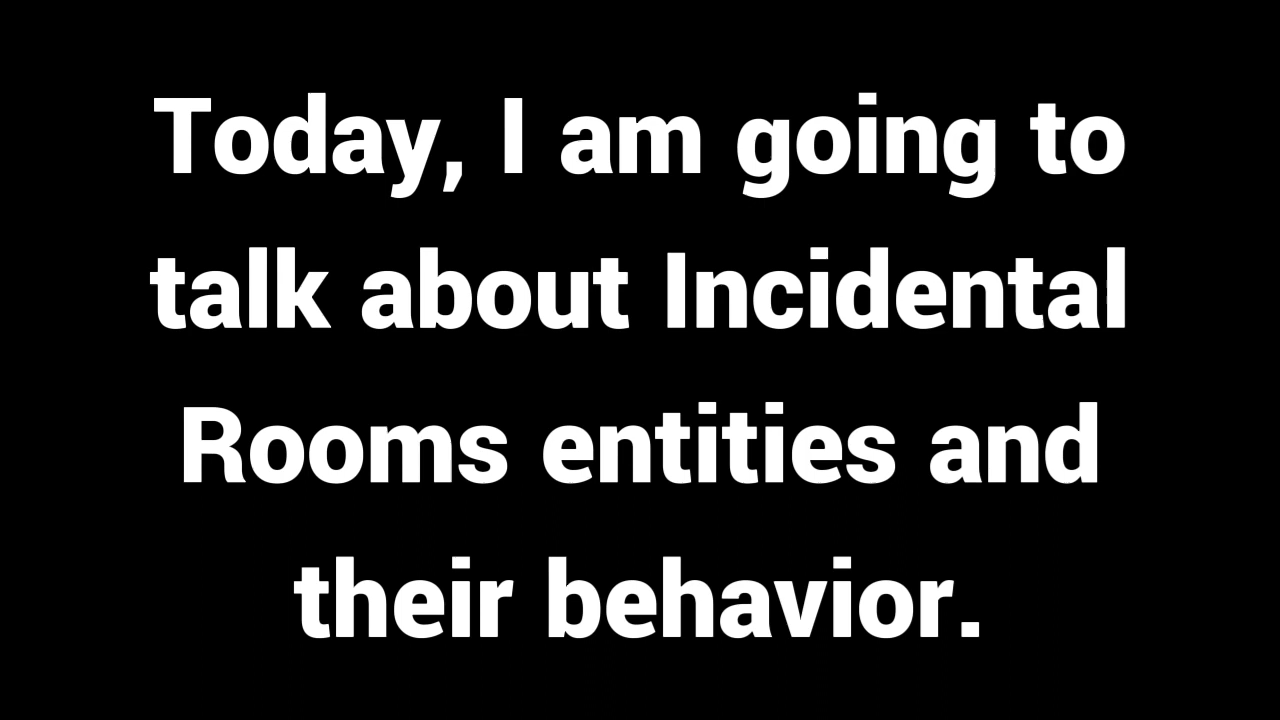 Today, I am going to
talk about Incidental
Rooms entities and
their behavior.